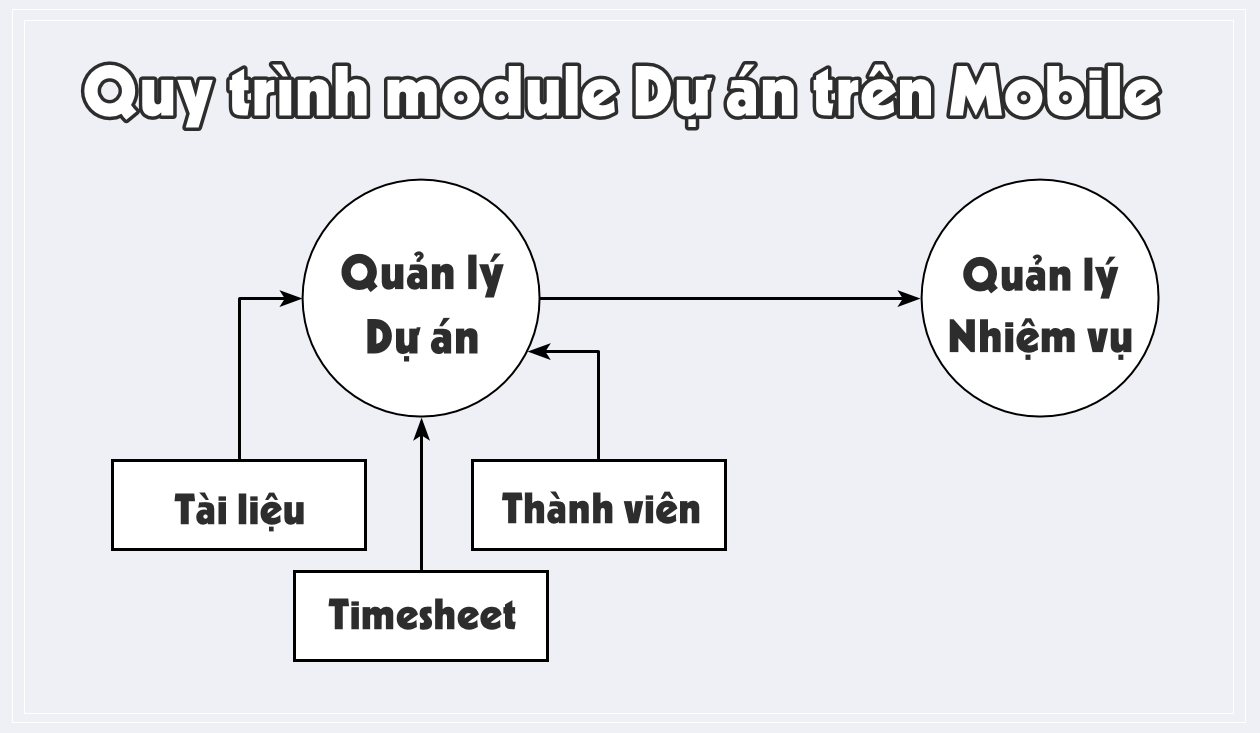 Quy trình module Dự án trên Mobile
Quản lý
Dự án
Quản lý
Nhiệm vụ
Tài liệu
Thành viên
Timesheet